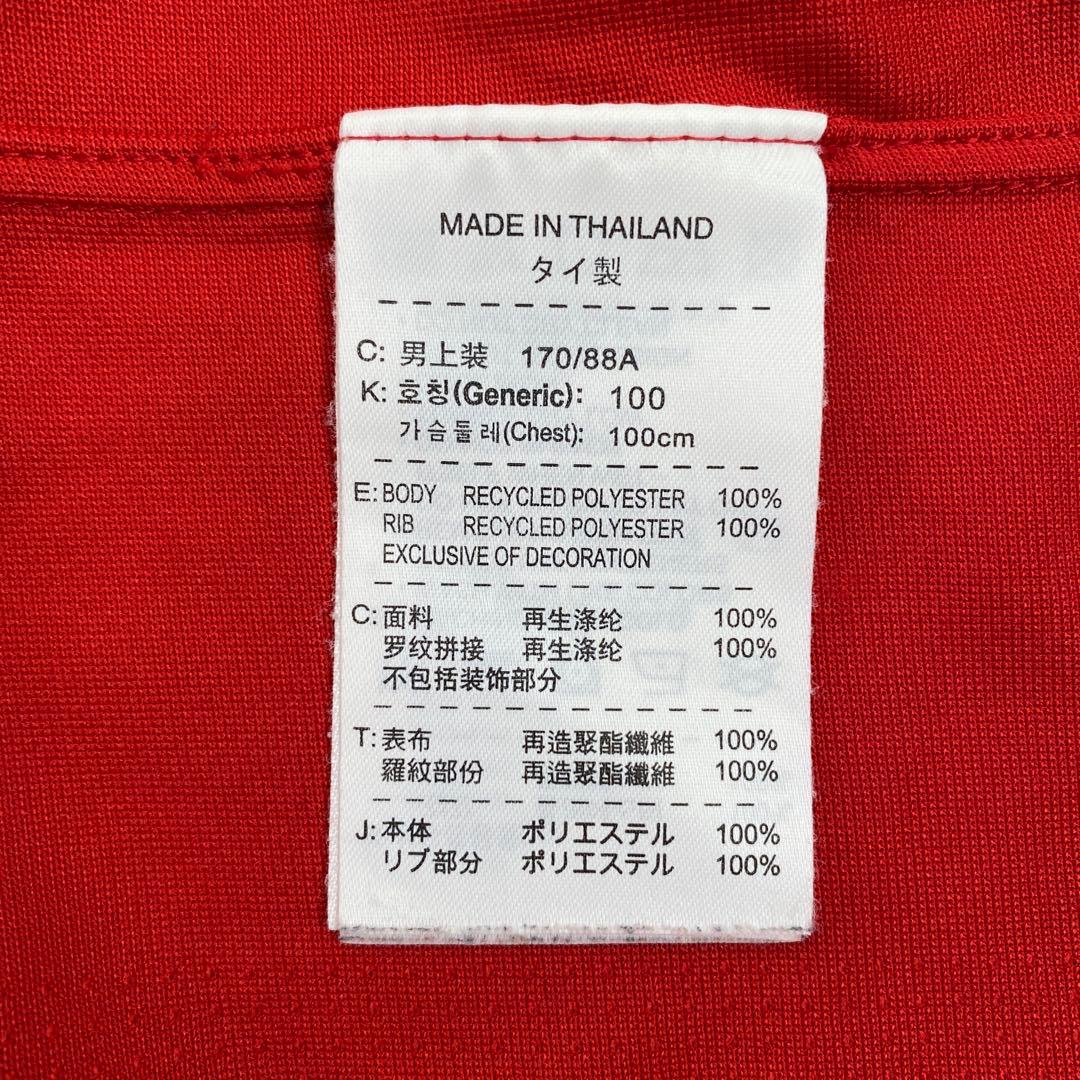 MADE IN THAILAND
タイ製
C: 男上装 170/88A
K: 호칭(Generic): 100
가슴둘레(Chest): 100cm
E: BODY RECYCLED POLYESTER 100%
RIB RECYCLED POLYESTER 100%
EXCLUSIVE OF DECORATION
C: 面料 再生涤纶 100%
罗纹拼接 再生涤纶 100%
不包括装饰部分
T: 表布 再造聚酯纖維 100%
羅紋部份 再造聚酯纖維 100%
J: 本体 ポリエステル 100%
リブ部分 ポリエステル 100%